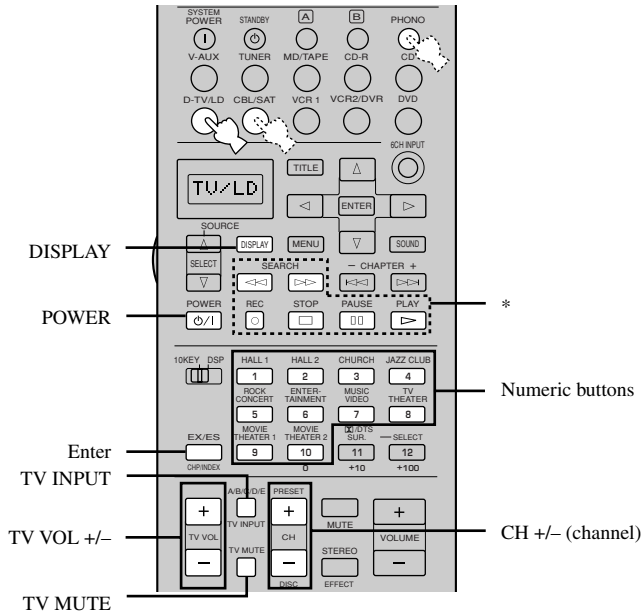 SYSTEM POWER STANDBY A B PHONO
V-AUX TUNER MD/TAPE CD-R CD
D-TV/LD CBL/SAT VCR 1 VCR2/DVR DVD
6CH INPUT
TITLE
TV/LD
ENTER
SOURCE
DISPLAY DISPLAY MENU SOUND
SELECT SEARCH – CHAPTER +
POWER POWER REC STOP PAUSE PLAY *
10KEY DSP HALL 1 HALL 2 CHURCH JAZZ CLUB
1 2 3 4 Numeric buttons
ROCK CONCERT ENTER-TAINMENT MUSIC VIDEO TV THEATER
5 6 7 8
EX/ES MOVIE THEATER 1 MOVIE THEATER 2 /DTS SUR. — SELECT
Enter 9 10 11 12
CHP/INDEX 0 +10 +100
TV INPUT A/B/C/D/E PRESET
+ TV INPUT + MUTE +
TV VOL +/– TV VOL CH VOLUME CH +/– (channel)
– TV MUTE – STEREO –
TV MUTE DISC EFFECT